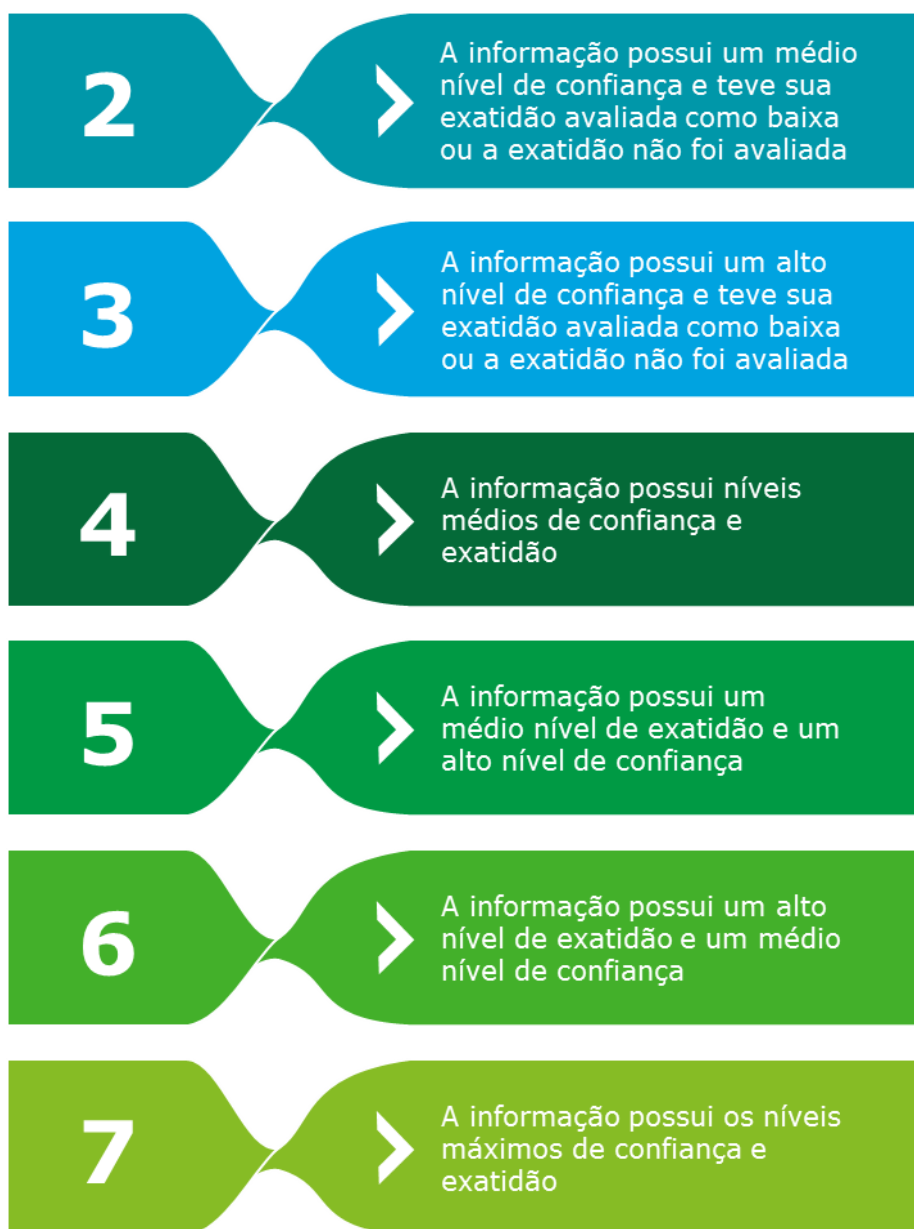 2
A informação possui um médio
nível de confiança e teve sua
exatidão avaliada como baixa
ou a exatidão não foi avaliada
3
A informação possui um alto
nível de confiança e teve sua
exatidão avaliada como baixa
ou a exatidão não foi avaliada
4
A informação possui níveis
médios de confiança e
exatidão
5
A informação possui um
médio nível de exatidão e um
alto nível de confiança
6
A informação possui um alto
nível de exatidão e um médio
nível de confiança
7
A informação possui os níveis
máximos de confiança e
exatidão